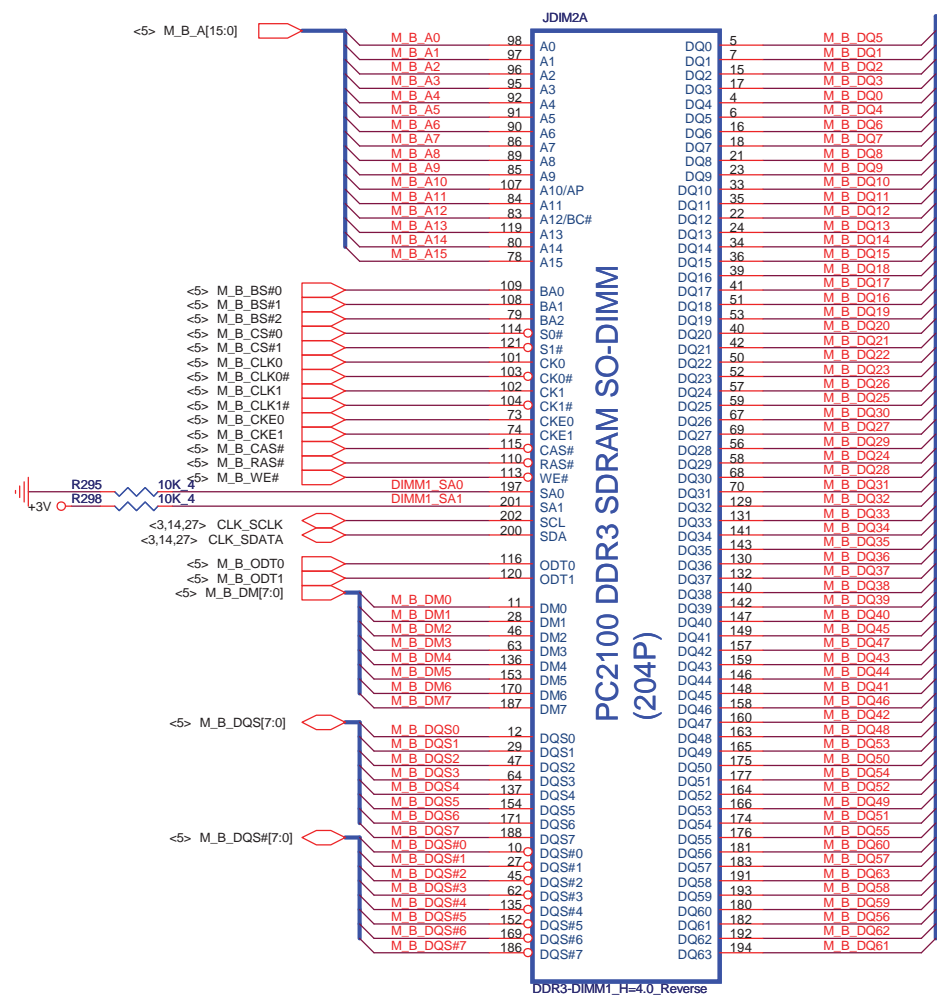 JDIM2A
<5> M_B_A[15:0]
M_B_A0 98 A0 DQ0 5 M_B_DQ5
M_B_A1 97 A1 DQ1 7 M_B_DQ1
M_B_A2 96 A2 DQ2 15 M_B_DQ2
M_B_A3 95 A3 DQ3 17 M_B_DQ3
M_B_A4 92 A4 DQ4 4 M_B_DQ0
M_B_A5 91 A5 DQ5 6 M_B_DQ4
M_B_A6 90 A6 DQ6 16 M_B_DQ6
M_B_A7 86 A7 DQ7 18 M_B_DQ7
M_B_A8 89 A8 DQ8 21 M_B_DQ8
M_B_A9 85 A9 DQ9 23 M_B_DQ9
M_B_A10 107 A10/AP DQ10 33 M_B_DQ10
M_B_A11 84 A11 DQ11 35 M_B_DQ11
M_B_A12 83 A12/BC# DQ12 22 M_B_DQ12
M_B_A13 119 A13 DQ13 24 M_B_DQ13
M_B_A14 80 A14 DQ14 34 M_B_DQ14
M_B_A15 78 A15 DQ15 36 M_B_DQ15
DQ16 39 M_B_DQ18
<5> M_B_BS#0 109 BA0 DQ17 41 M_B_DQ17
<5> M_B_BS#1 108 BA1 DQ18 51 M_B_DQ16
<5> M_B_BS#2 79 BA2 DQ19 53 M_B_DQ19
<5> M_B_CS#0 114 S0# DQ20 40 M_B_DQ20
<5> M_B_CS#1 121 S1# DQ21 42 M_B_DQ21
<5> M_B_CLK0 101 CK0 DQ22 50 M_B_DQ22
<5> M_B_CLK0# 103 CK0# DQ23 52 M_B_DQ23
<5> M_B_CLK1 102 CK1 DQ24 57 M_B_DQ26
<5> M_B_CLK1# 104 CK1# DQ25 59 M_B_DQ25
<5> M_B_CKE0 73 CKE0 DQ26 67 M_B_DQ30
<5> M_B_CKE1 74 CKE1 DQ27 69 M_B_DQ27
<5> M_B_CAS# 115 CAS# DQ28 56 M_B_DQ29
<5> M_B_RAS# 110 RAS# DQ29 58 M_B_DQ24
<5> M_B_WE# 113 WE# DQ30 68 M_B_DQ28
R295 10K_4 DIMM1_SA0 197 SA0 DQ31 70 M_B_DQ31
+3V R298 10K_4 DIMM1_SA1 201 SA1 DQ32 129 M_B_DQ32
<3,14,27> CLK_SCLK 202 SCL DQ33 131 M_B_DQ33
<3,14,27> CLK_SDATA 200 SDA DQ34 141 M_B_DQ34
DQ35 143 M_B_DQ35
<5> M_B_ODT0 116 ODT0 DQ36 130 M_B_DQ36
<5> M_B_ODT1 120 ODT1 DQ37 132 M_B_DQ37
<5> M_B_DM[7:0] DQ38 140 M_B_DQ38
M_B_DM0 11 DM0 DQ39 142 M_B_DQ39
M_B_DM1 28 DM1 DQ40 147 M_B_DQ40
M_B_DM2 46 DM2 DQ41 149 M_B_DQ45
M_B_DM3 63 DM3 DQ42 157 M_B_DQ47
M_B_DM4 136 DM4 DQ43 159 M_B_DQ43
M_B_DM5 153 DM5 DQ44 146 M_B_DQ44
M_B_DM6 170 DM6 DQ45 148 M_B_DQ41
M_B_DM7 187 DM7 DQ46 158 M_B_DQ46
<5> M_B_DQS[7:0] DQ47 160 M_B_DQ42
M_B_DQS0 12 DQS0 DQ48 163 M_B_DQ48
M_B_DQS1 29 DQS1 DQ49 165 M_B_DQ53
M_B_DQS2 47 DQS2 DQ50 175 M_B_DQ50
M_B_DQS3 64 DQS3 DQ51 177 M_B_DQ54
M_B_DQS4 137 DQS4 DQ52 164 M_B_DQ52
M_B_DQS5 154 DQS5 DQ53 166 M_B_DQ49
M_B_DQS6 171 DQS6 DQ54 174 M_B_DQ51
M_B_DQS7 188 DQS7 DQ55 176 M_B_DQ55
<5> M_B_DQS#[7:0]
M_B_DQS#0 10 DQS#0 DQ56 181 M_B_DQ60
M_B_DQS#1 27 DQS#1 DQ57 183 M_B_DQ57
M_B_DQS#2 45 DQS#2 DQ58 191 M_B_DQ63
M_B_DQS#3 62 DQS#3 DQ59 193 M_B_DQ58
M_B_DQS#4 135 DQS#4 DQ60 180 M_B_DQ59
M_B_DQS#5 152 DQS#5 DQ61 182 M_B_DQ56
M_B_DQS#6 169 DQS#6 DQ62 192 M_B_DQ62
M_B_DQS#7 186 DQS#7 DQ63 194 M_B_DQ61
PC2100 DDR3 SDRAM SO-DIMM
(204P)
DDR3-DIMM1_H=4.0_Reverse